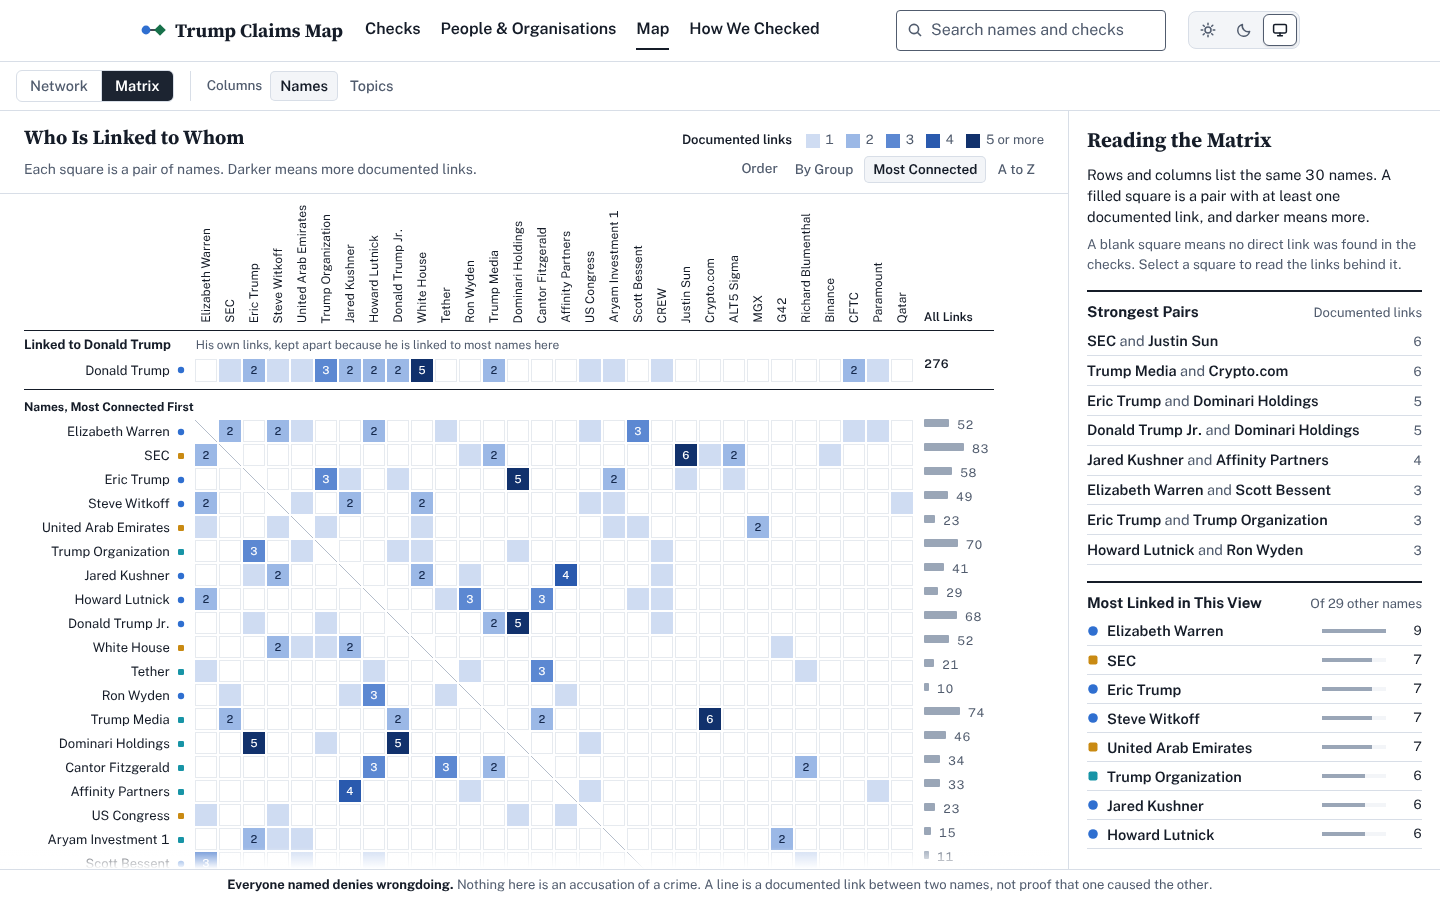 Trump Claims Map
Checks
People & Organisations
Map
How We Checked
Search names and checks
Network
Matrix
Columns
Names
Topics
Who Is Linked to Whom
Each square is a pair of names. Darker means more documented links.
Documented links
1
2
3
4
5 or more
Order
By Group
Most Connected
A to Z
Elizabeth Warren
SEC
Eric Trump
Steve Witkoff
United Arab Emirates
Trump Organization
Jared Kushner
Howard Lutnick
Donald Trump Jr.
White House
Tether
Ron Wyden
Trump Media
Dominari Holdings
Cantor Fitzgerald
Affinity Partners
US Congress
Aryam Investment 1
Scott Bessent
CREW
Justin Sun
Crypto.com
ALT5 Sigma
MGX
G42
Richard Blumenthal
Binance
CFTC
Paramount
Qatar
All Links
Linked to Donald Trump
His own links, kept apart because he is linked to most names here
Donald Trump 2 3 2 2 2 5 2 2 276
Names, Most Connected First
Elizabeth Warren 2 2 2 3 52
SEC 2 2 6 2 83
Eric Trump 3 5 2 58
Steve Witkoff 2 2 2 49
United Arab Emirates 2 23
Trump Organization 3 70
Jared Kushner 2 2 4 41
Howard Lutnick 2 3 3 29
Donald Trump Jr. 2 5 68
White House 2 2 52
Tether 3 21
Ron Wyden 3 10
Trump Media 2 2 2 6 74
Dominari Holdings 5 5 46
Cantor Fitzgerald 3 3 2 2 34
Affinity Partners 4 33
US Congress 23
Aryam Investment 1 2 2 15
Scott Bessent 3 11
Reading the Matrix
Rows and columns list the same 30 names. A
filled square is a pair with at least one
documented link, and darker means more.
A blank square means no direct link was found in the
checks. Select a square to read the links behind it.
Strongest Pairs
Documented links
SEC and Justin Sun 6
Trump Media and Crypto.com 6
Eric Trump and Dominari Holdings 5
Donald Trump Jr. and Dominari Holdings 5
Jared Kushner and Affinity Partners 4
Elizabeth Warren and Scott Bessent 3
Eric Trump and Trump Organization 3
Howard Lutnick and Ron Wyden 3
Most Linked in This View
Of 29 other names
Elizabeth Warren 9
SEC 7
Eric Trump 7
Steve Witkoff 7
United Arab Emirates 7
Trump Organization 6
Jared Kushner 6
Howard Lutnick 6
Everyone named denies wrongdoing. Nothing here is an accusation of a crime. A line is a documented link between two names, not proof that one caused the other.